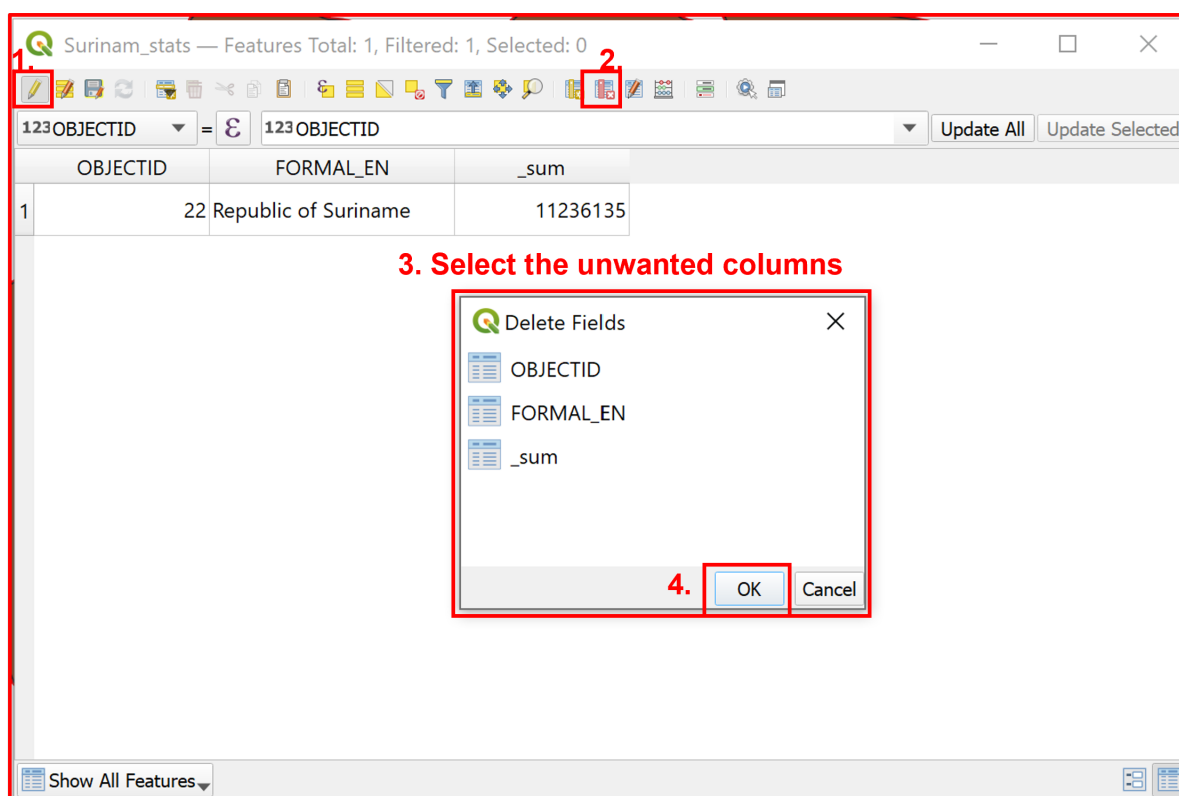 Surinam_stats — Features Total: 1, Filtered: 1, Selected: 0
1.
2.
123 OBJECTID = ε 123 OBJECTID Update All Update Selected
OBJECTID FORMAL_EN _sum
1 22 Republic of Suriname 11236135
3. Select the unwanted columns
Delete Fields
OBJECTID
FORMAL_EN
_sum
4. OK Cancel
Show All Features